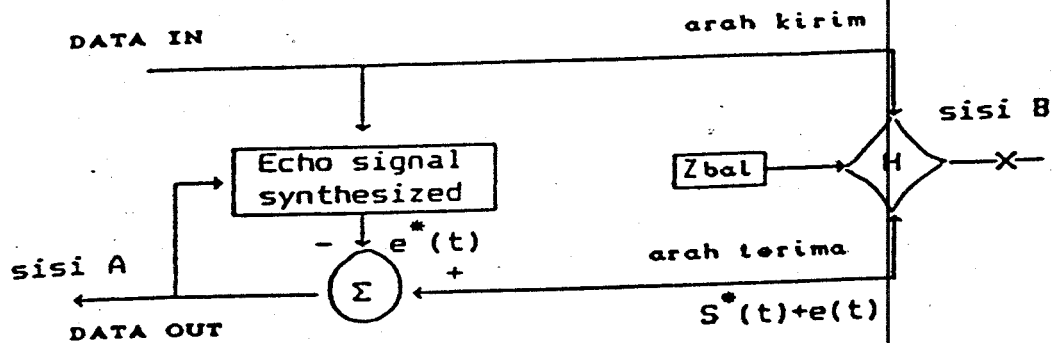 DATA IN
arah kirim
sisi B
Echo signal
synthesized
Zbal
H
- e*(t)
arah terima
sisi A
+
Σ
S*(t)+e(t)
DATA OUT